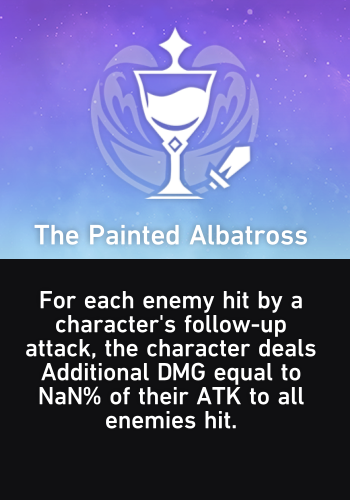 The Painted Albatross
For each enemy hit by a
character's follow-up
attack, the character deals
Additional DMG equal to
NaN% of their ATK to all
enemies hit.